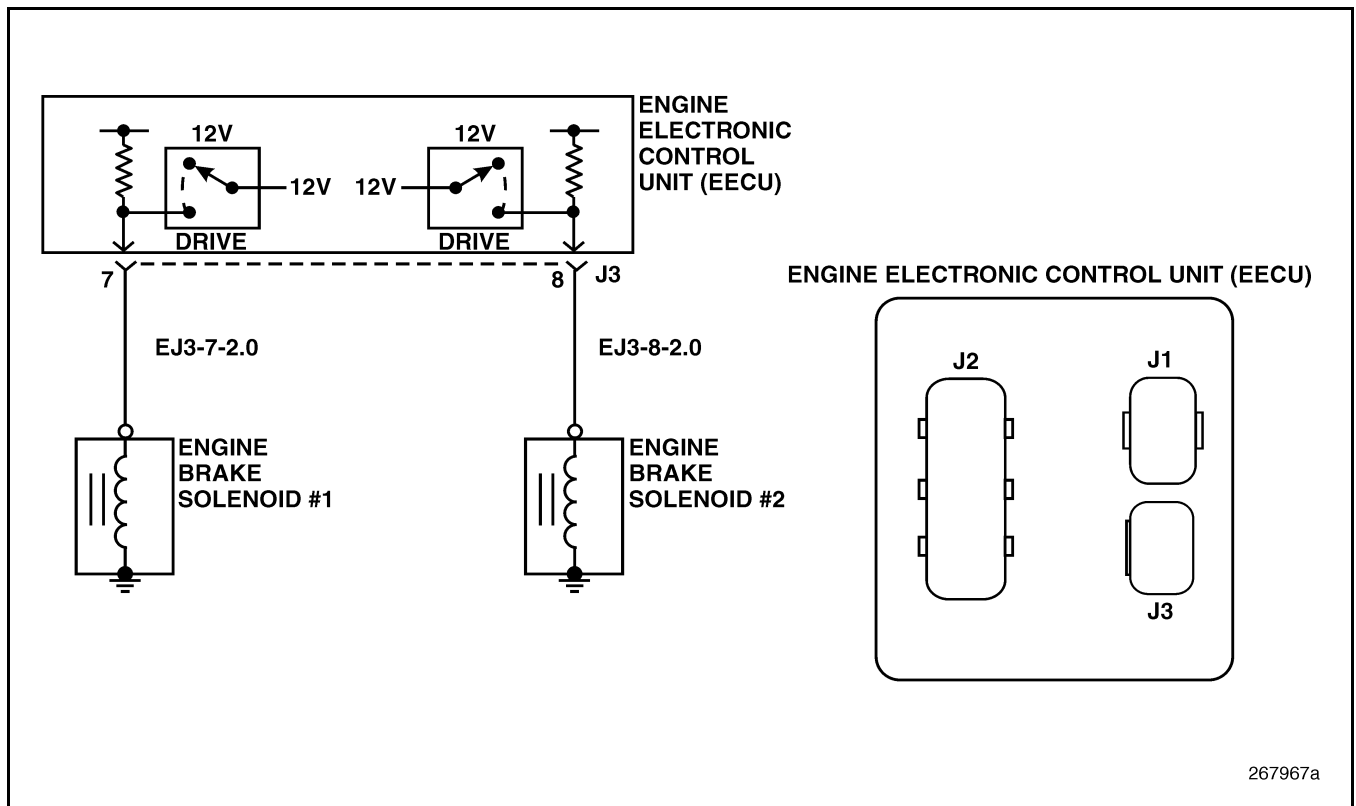 ENGINE
ELECTRONIC
CONTROL
UNIT (EECU)
12V
12V
12V
12V
DRIVE
DRIVE
7
8
J3
EJ3-7-2.0
EJ3-8-2.0
ENGINE
BRAKE
SOLENOID #1
ENGINE
BRAKE
SOLENOID #2
ENGINE ELECTRONIC CONTROL UNIT (EECU)
J2
J1
J3
267967a